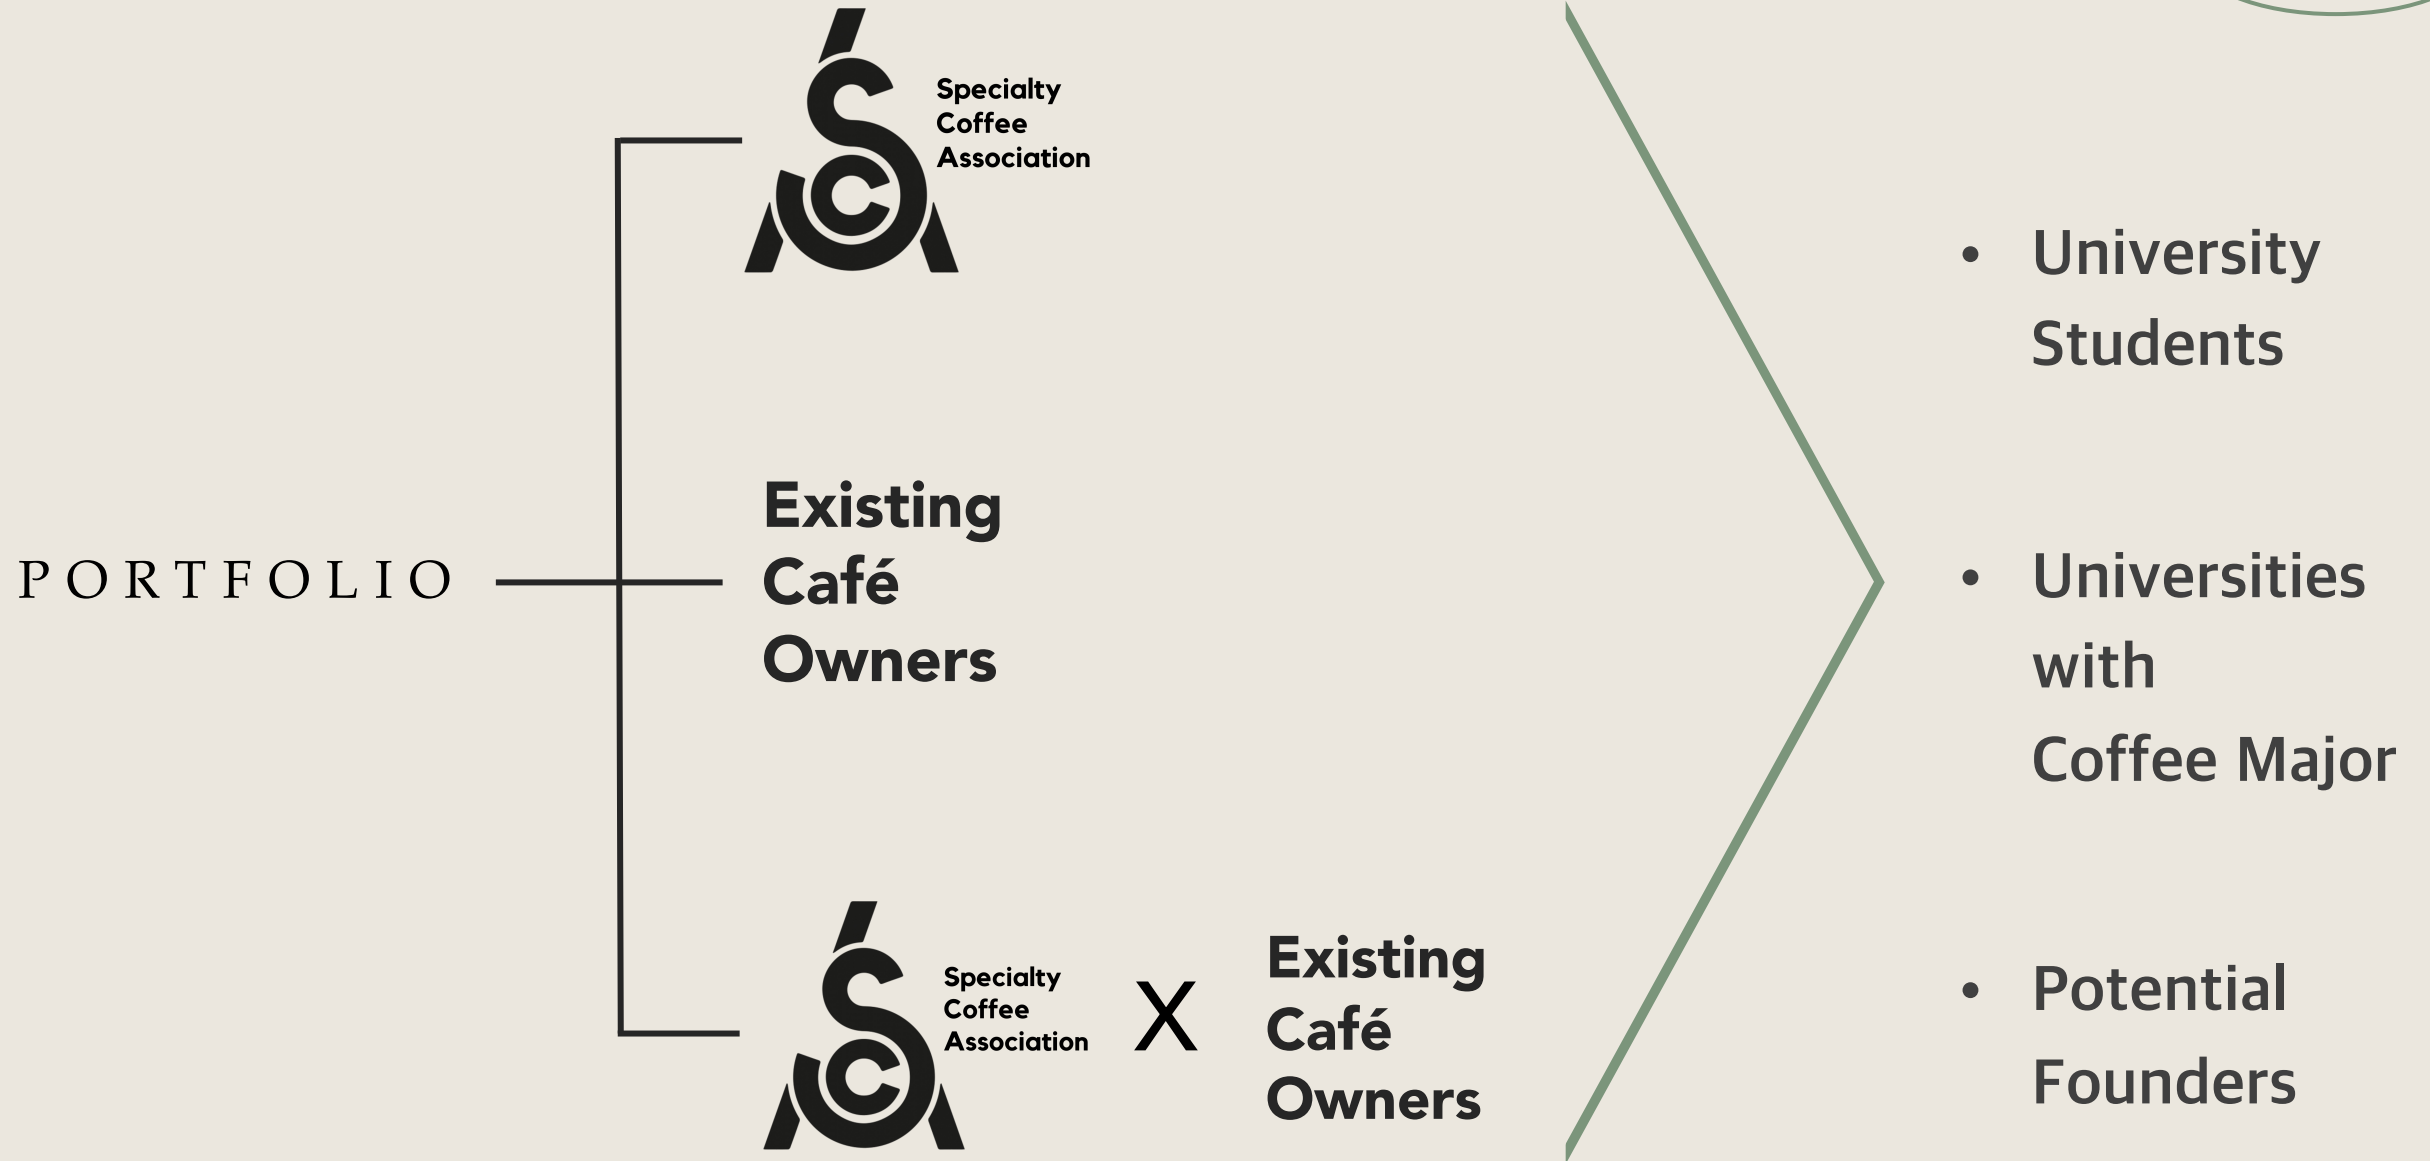 Specialty
Coffee
Association
PORTFOLIO
Existing
Café
Owners
Specialty
Coffee
Association
X
Existing
Café
Owners
• University
Students
• Universities
with
Coffee Major
• Potential
Founders